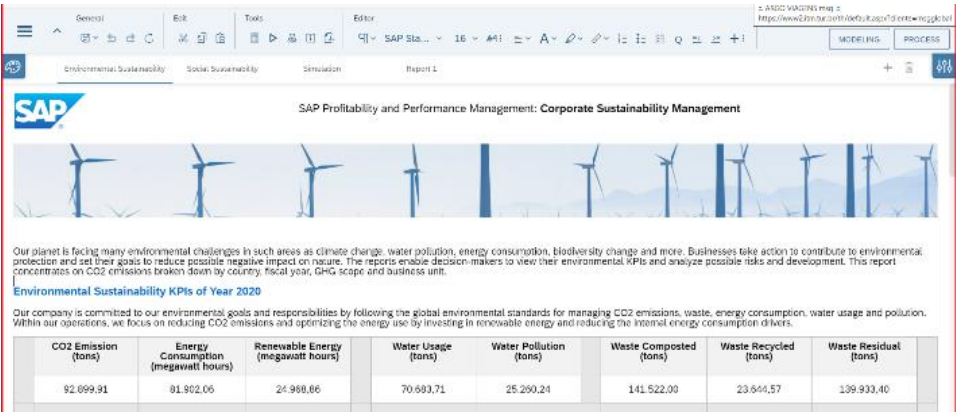 General Edit Tools Editor
ASGC VIAGENS msg
SAP Sta... 16
MODELING PROCESS
Environmental Sustainability Social Sustainability Simulation Report 1
SAP
SAP Profitability and Performance Management: Corporate Sustainability Management
Our planet is facing many environmental challenges in such areas as climate change, water pollution, energy consumption, biodiversity change and more. Businesses take action to contribute to environmental
protection and set their goals to reduce possible negative impact on nature. The reports enable decision-makers to view their environmental KPIs and analyze possible risks and development. This report
concentrates on CO2 emissions broken down by country, fiscal year, GHG scope and business unit.
Environmental Sustainability KPIs of Year 2020
Our company is committed to our environmental goals and responsibilities by following the global environmental standards for managing CO2 emissions, waste, energy consumption, water usage and pollution.
Within our operations, we focus on reducing CO2 emissions and optimizing the energy use by investing in renewable energy and reducing the internal energy consumption drivers.
CO2 Emission Energy Renewable Energy Water Usage Water Pollution Waste Composted Waste Recycled Waste Residual
(tons) Consumption (megawatt hours) (tons) (tons) (tons) (tons) (tons)
(megawatt hours)
92.899,91 81.902,06 24.968,86 70.683,71 25.260,24 141.522,00 23.644,57 139.933,40